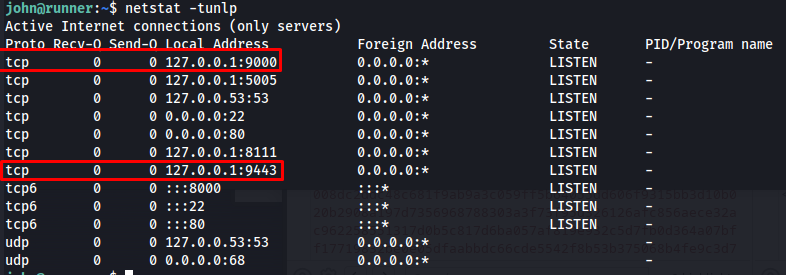 john@runner:~$ netstat -tunlp
Active Internet connections (only servers)
Proto Recv-Q Send-Q Local Address           Foreign Address         State       PID/Program name
tcp        0      0 127.0.0.1:9000          0.0.0.0:*               LISTEN      -
tcp        0      0 127.0.0.1:5005          0.0.0.0:*               LISTEN      -
tcp        0      0 127.0.0.53:53           0.0.0.0:*               LISTEN      -
tcp        0      0 0.0.0.0:22              0.0.0.0:*               LISTEN      -
tcp        0      0 0.0.0.0:80              0.0.0.0:*               LISTEN      -
tcp        0      0 127.0.0.1:8111          0.0.0.0:*               LISTEN      -
tcp        0      0 127.0.0.1:9443          0.0.0.0:*               LISTEN      -
tcp6       0      0 :::8000                 :::*                    LISTEN      -
tcp6       0      0 :::22                   :::*                    LISTEN      -
tcp6       0      0 :::80                   :::*                    LISTEN      -
udp        0      0 127.0.0.53:53           0.0.0.0:*                           -
udp        0      0 0.0.0.0:68              0.0.0.0:*                           -